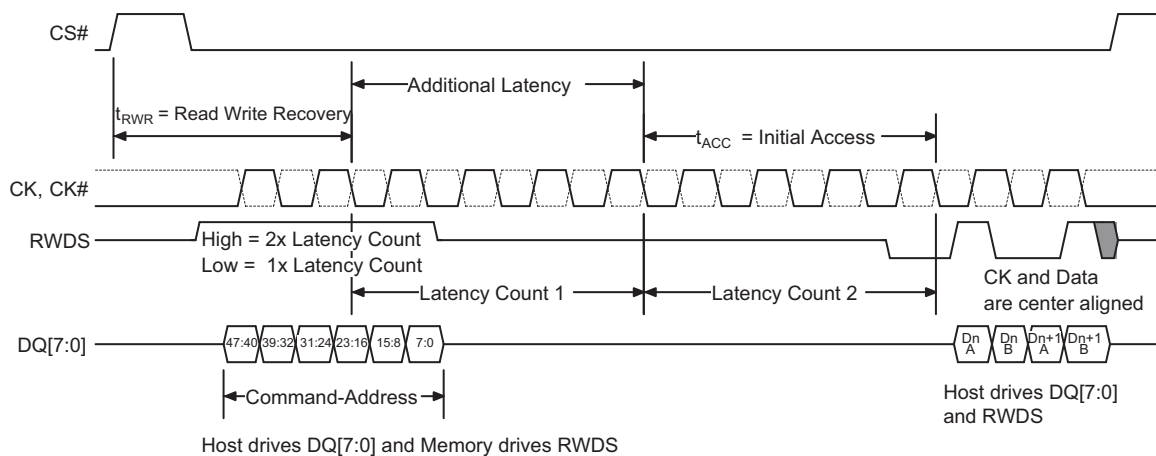 CS#
Additional Latency
tRWR = Read Write Recovery
tACC = Initial Access
CK, CK#
RWDS
High = 2x Latency Count
Low = 1x Latency Count
CK and Data
are center aligned
Latency Count 1
Latency Count 2
DQ[7:0]
47:40 39:32 31:24 23:16 15:8 7:0
Dn A
Dn B
Dn+1 A
Dn+1 B
Command-Address
Host drives DQ[7:0]
and RWDS
Host drives DQ[7:0] and Memory drives RWDS